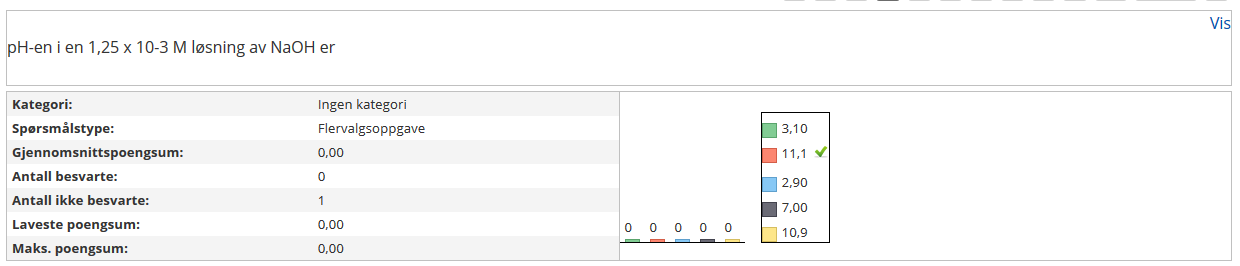 Vis
pH-en i en 1,25 x 10-3 M løsning av NaOH er
Kategori: Ingen kategori
Spørsmålstype: Flervalgsoppgave
Gjennomsnittspoengsum: 0,00
Antall besvarte: 0
Antall ikke besvarte: 1
Laveste poengsum: 0,00
Maks. poengsum: 0,00
0 0 0 0 0
3,10
11,1
2,90
7,00
10,9